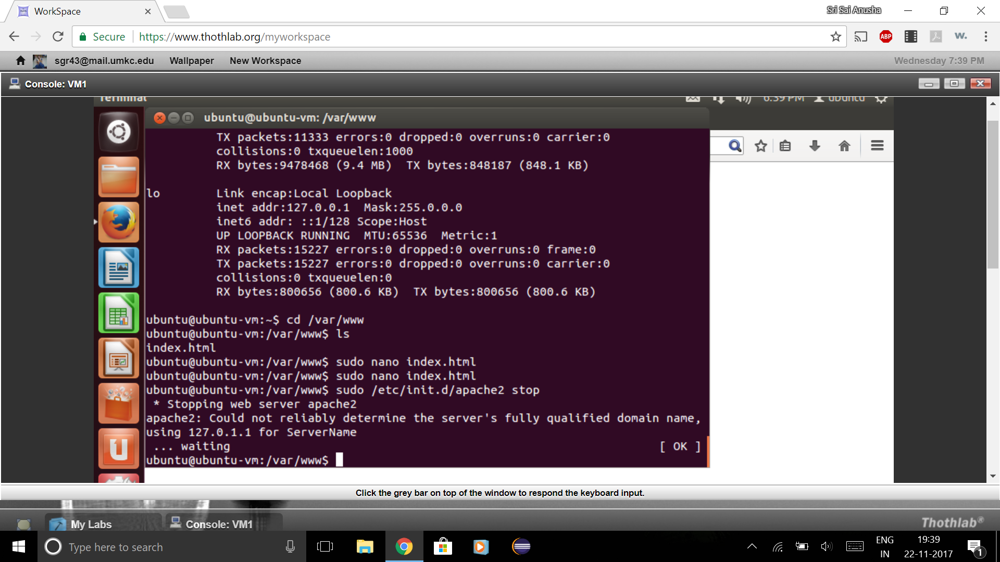 WorkSpace
Sri Sai Anusha
Secure
https://www.thothlab.org/myworkspace
ABP
W.
sgr43@mail.umkc.edu Wallpaper New Workspace
Wednesday 7:39 PM
Console: VM1
Terminal
6:39 PM ubuntu
ubuntu@ubuntu-vm: /var/www
TX packets:11333 errors:0 dropped:0 overruns:0 carrier:0
collisions:0 txqueuelen:1000
RX bytes:9478468 (9.4 MB) TX bytes:848187 (848.1 KB)
lo Link encap:Local Loopback
inet addr:127.0.0.1 Mask:255.0.0.0
inet6 addr: ::1/128 Scope:Host
UP LOOPBACK RUNNING MTU:65536 Metric:1
RX packets:15227 errors:0 dropped:0 overruns:0 frame:0
TX packets:15227 errors:0 dropped:0 overruns:0 carrier:0
collisions:0 txqueuelen:0
RX bytes:800656 (800.6 KB) TX bytes:800656 (800.6 KB)
ubuntu@ubuntu-vm:~$ cd /var/www
ubuntu@ubuntu-vm:/var/www$ ls
index.html
ubuntu@ubuntu-vm:/var/www$ sudo nano index.html
ubuntu@ubuntu-vm:/var/www$ sudo nano index.html
ubuntu@ubuntu-vm:/var/www$ sudo /etc/init.d/apache2 stop
* Stopping web server apache2
apache2: Could not reliably determine the server's fully qualified domain name,
using 127.0.1.1 for ServerName
... waiting [ OK ]
ubuntu@ubuntu-vm:/var/www$
Click the grey bar on top of the window to respond the keyboard input.
My Labs
Console: VM1
Thothlab®
Type here to search
ENG
IN
19:39
22-11-2017
1